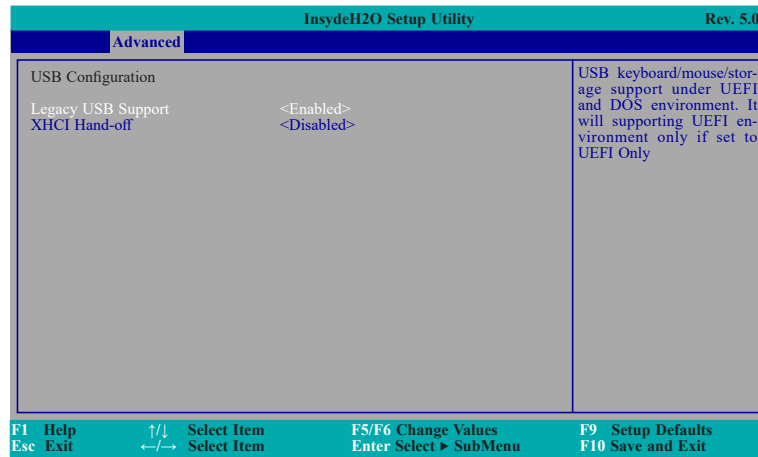 InsydeH2O Setup Utility Rev. 5.0
Advanced
USB Configuration
Legacy USB Support <Enabled>
XHCI Hand-off <Disabled>
USB keyboard/mouse/stor-
age support under UEFI
and DOS environment. It
will supporting UEFI en-
vironment only if set to
UEFI Only
F1 Help ↑/↓ Select Item F5/F6 Change Values F9 Setup Defaults
Esc Exit ←/→ Select Item Enter Select ► SubMenu F10 Save and Exit